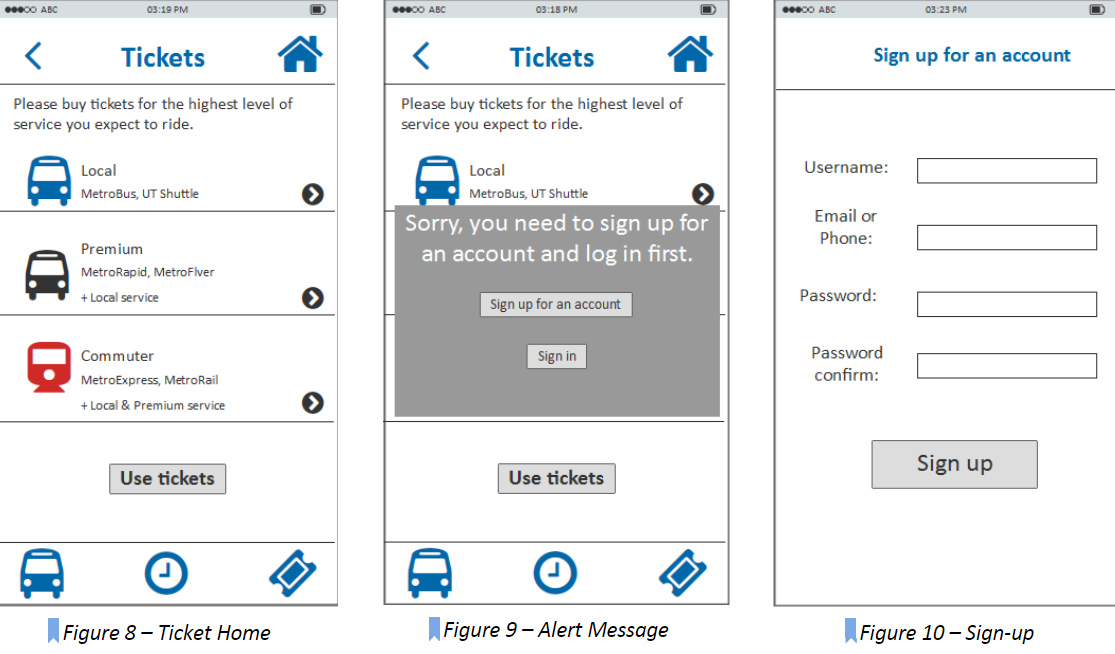 ABC 03:19 PM
Tickets
Please buy tickets for the highest level of
service you expect to ride.
Local
MetroBus, UT Shuttle
Premium
MetroRapid, MetroFlyer
+ Local service
Commuter
MetroExpress, MetroRail
+ Local & Premium service
Use tickets
Figure 8 – Ticket Home
ABC 03:18 PM
Tickets
Please buy tickets for the highest level of
service you expect to ride.
Local
MetroBus, UT Shuttle
Sorry, you need to sign up for
an account and log in first.
Sign up for an account
Sign in
Use tickets
Figure 9 – Alert Message
ABC 03:23 PM
Sign up for an account
Username:
Email or
Phone:
Password:
Password
confirm:
Sign up
Figure 10 – Sign-up